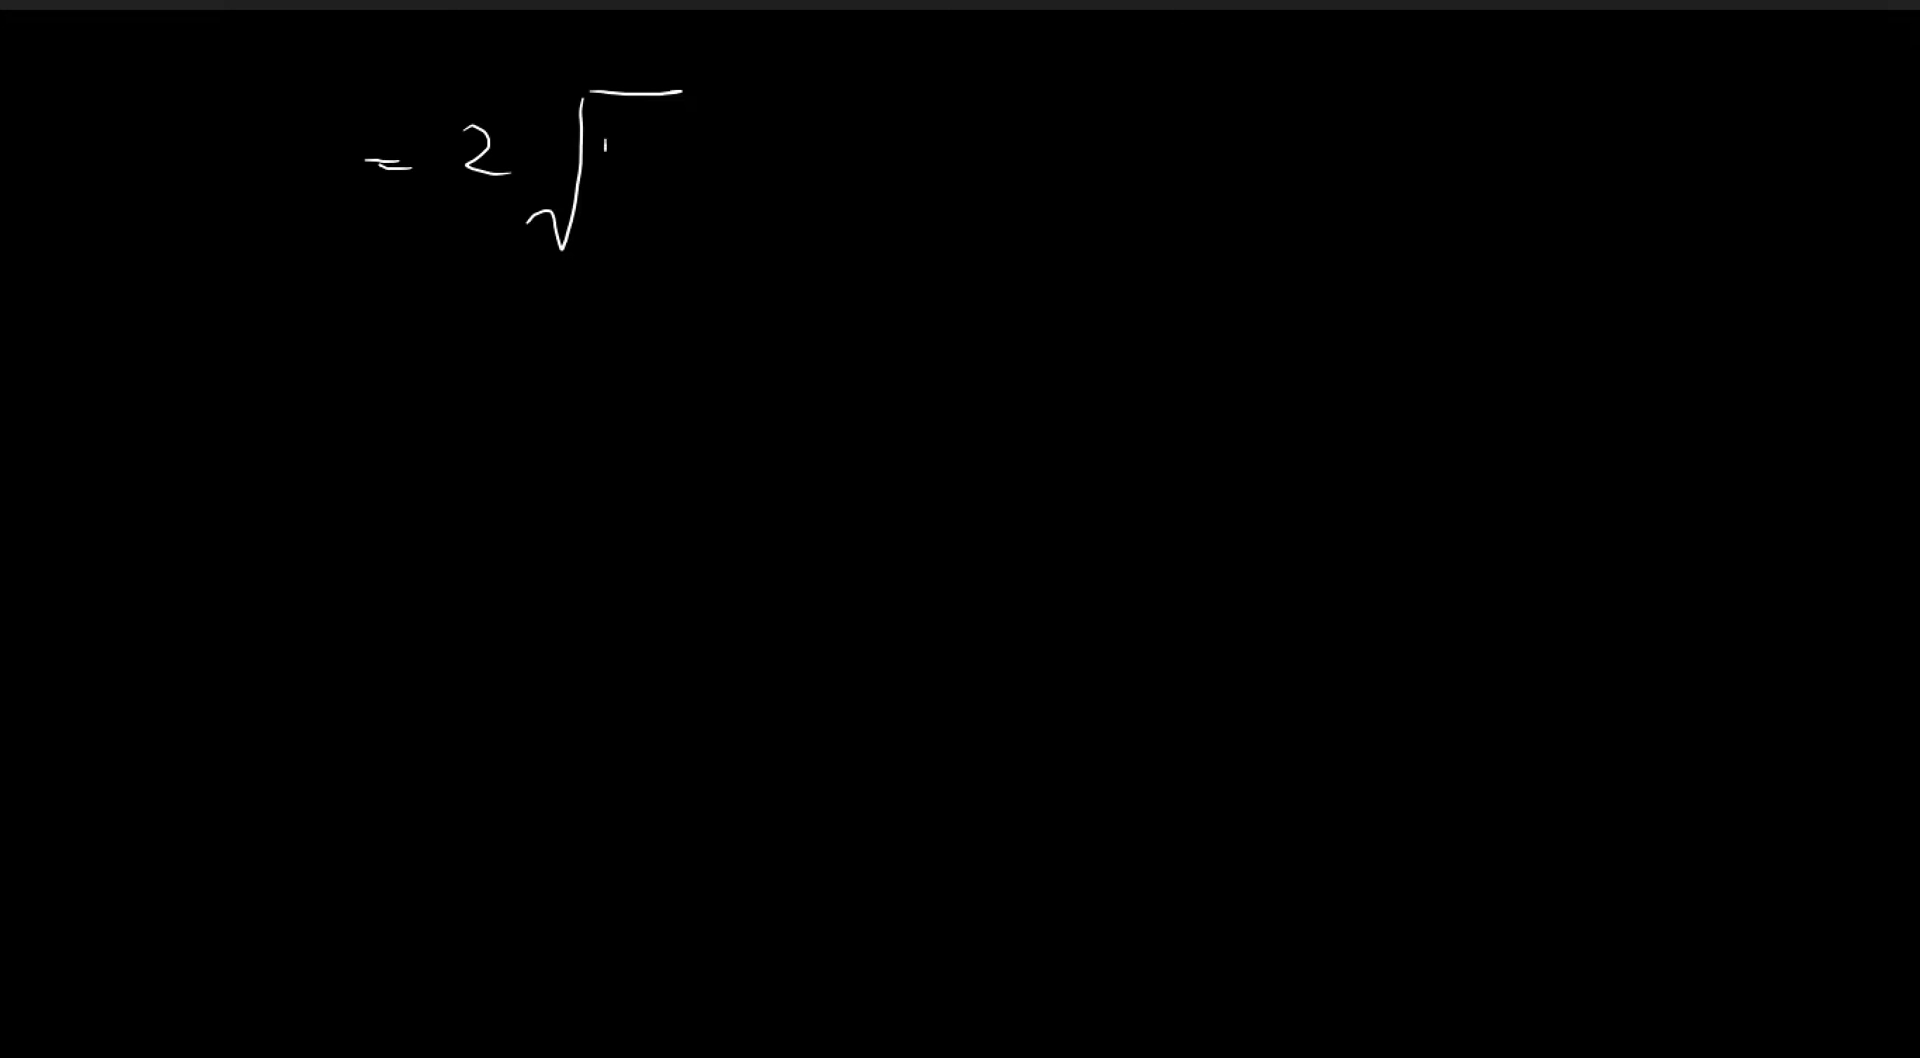 = 2 √